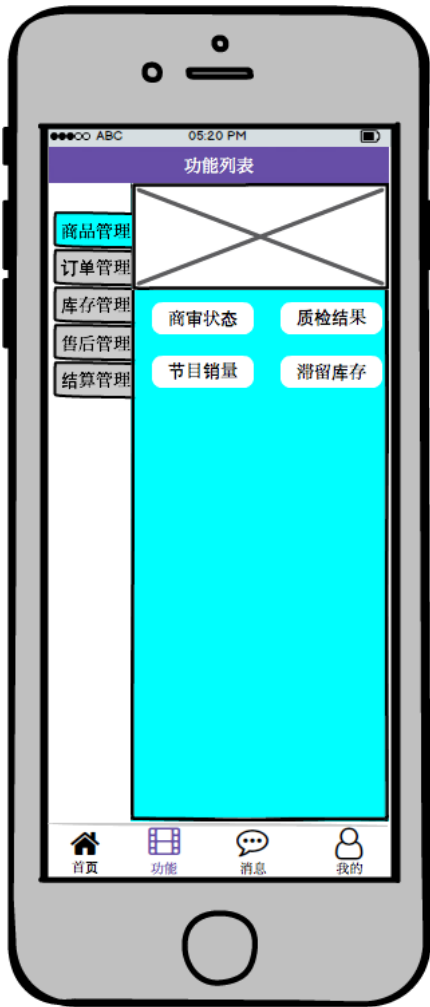 ABC 05:20 PM
功能列表
商品管理
订单管理
库存管理
售后管理
结算管理
商审状态 质检结果
节目销量 滞留库存
首页 功能 消息 我的